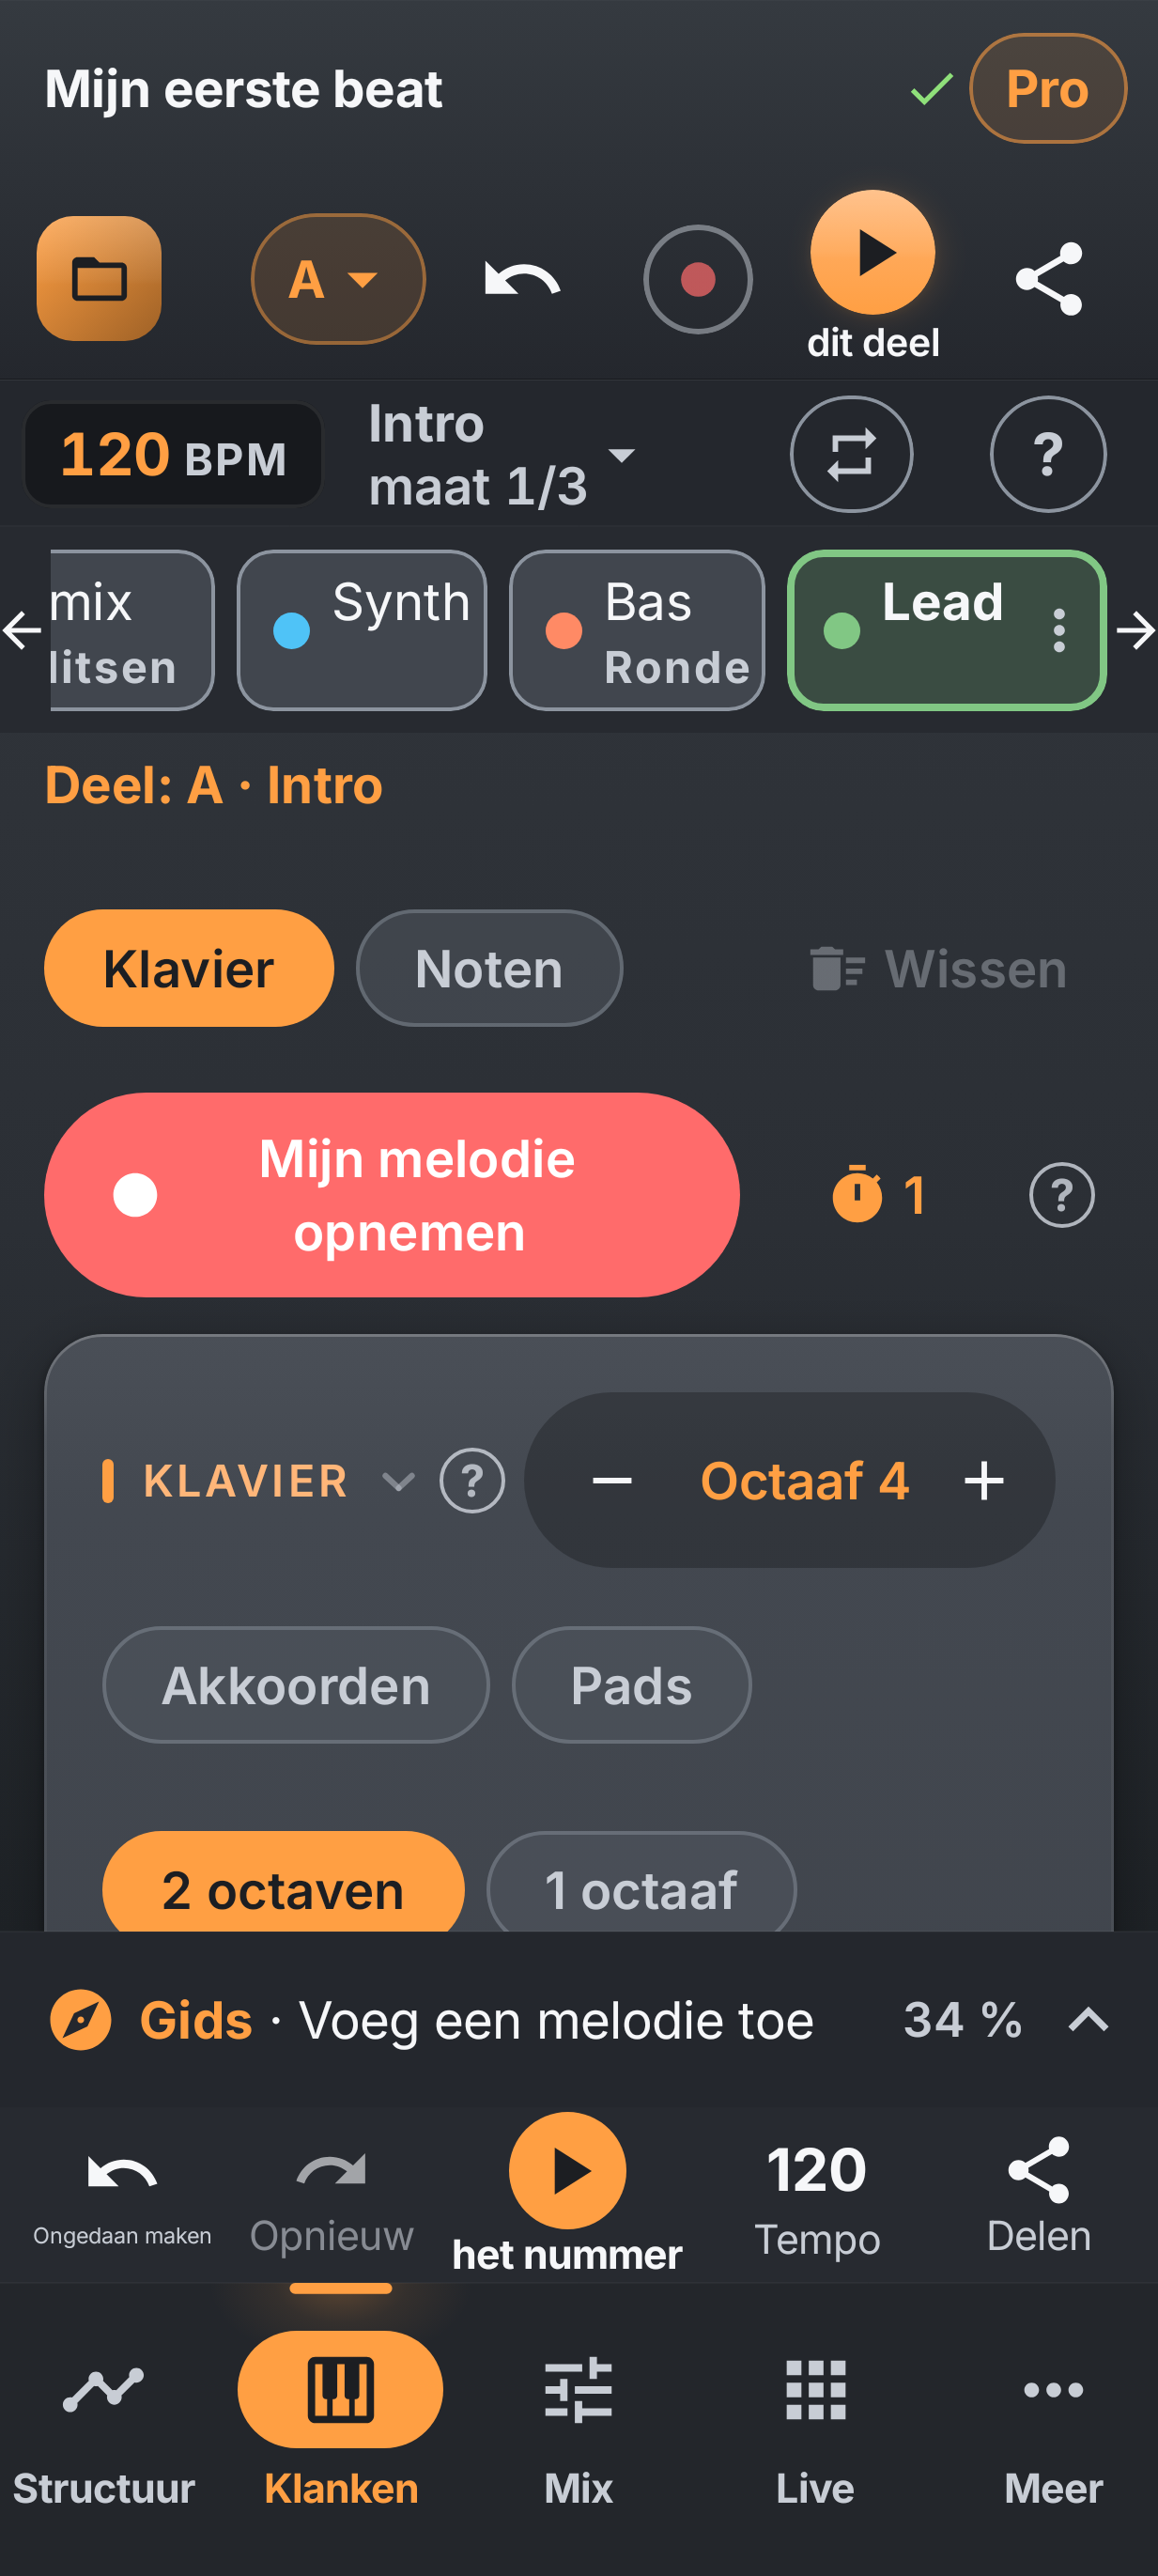 Mijn eerste beat
Pro
A
dit deel
120 BPM
Intro
maat 1/3
?
mix
Synth
Bas
Ronde
Lead
Deel: A · Intro
Klavier
Noten
Wissen
Mijn melodie
opnemen
1
?
KLAVIER
?
Octaaf 4
Akkoorden
Pads
2 octaven
1 octaaf
Gids · Voeg een melodie toe
34 %
Ongedaan maken
Opnieuw
het nummer
120
Tempo
Delen
Structuur
Klanken
Mix
Live
Meer